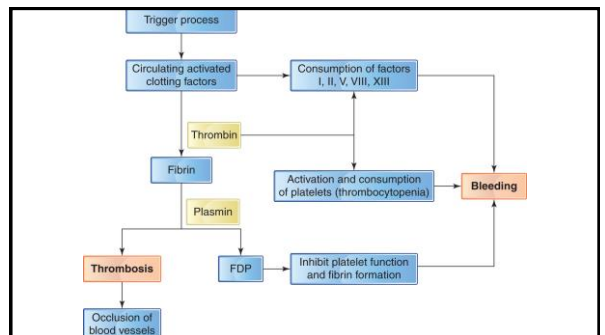 Trigger process
Circulating activated
clotting factors
Consumption of factors
I, II, V, VIII, XIII
Thrombin
Fibrin
Activation and consumption
of platelets (thrombocytopenia)
Bleeding
Plasmin
Thrombosis
FDP
Inhibit platelet function
and fibrin formation
Occlusion of
blood vessels